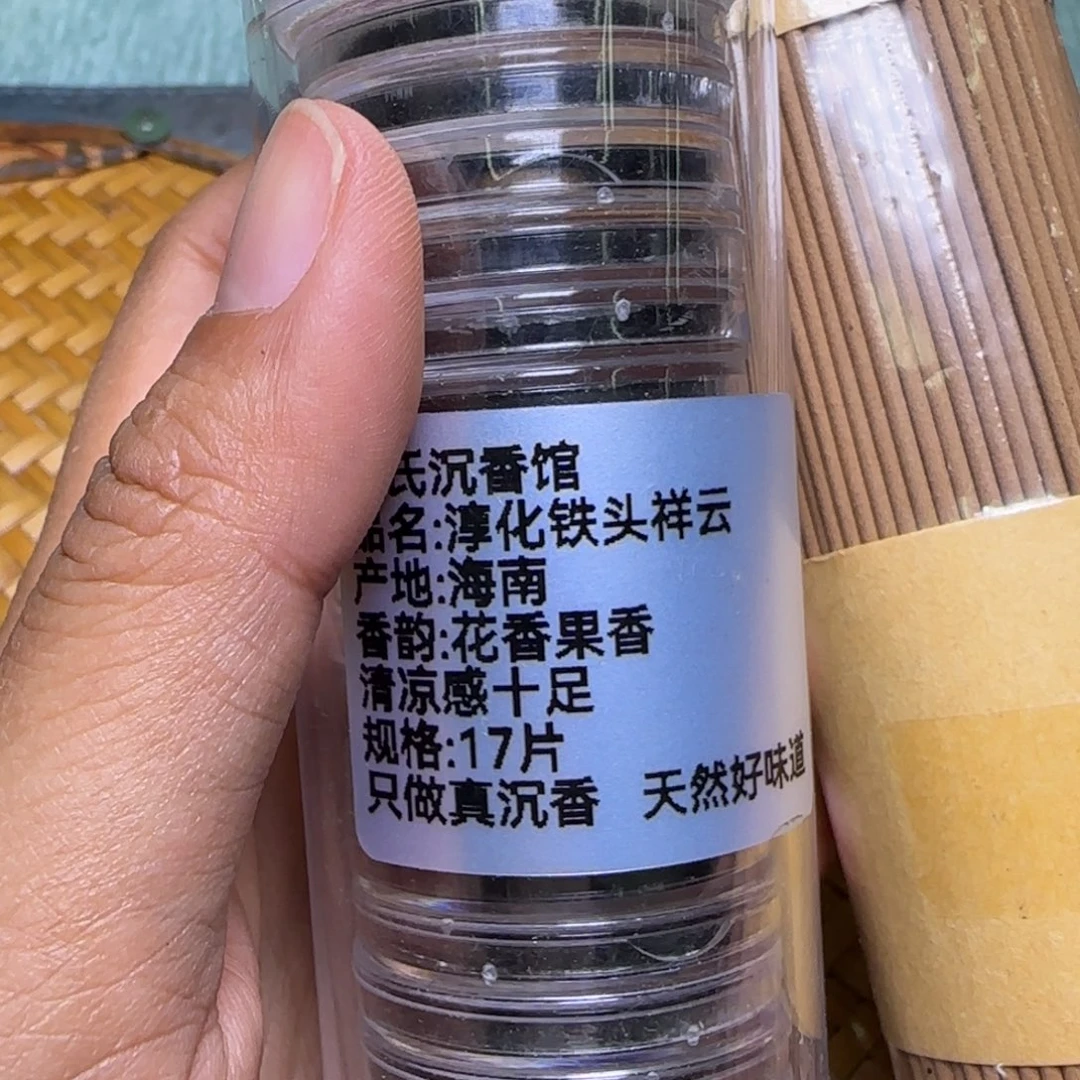 氏沉香馆
品名:淳化铁头祥云
产地:海南
香韵:花香果香
清凉感十足
规格:17片
只做真沉香 天然好味道